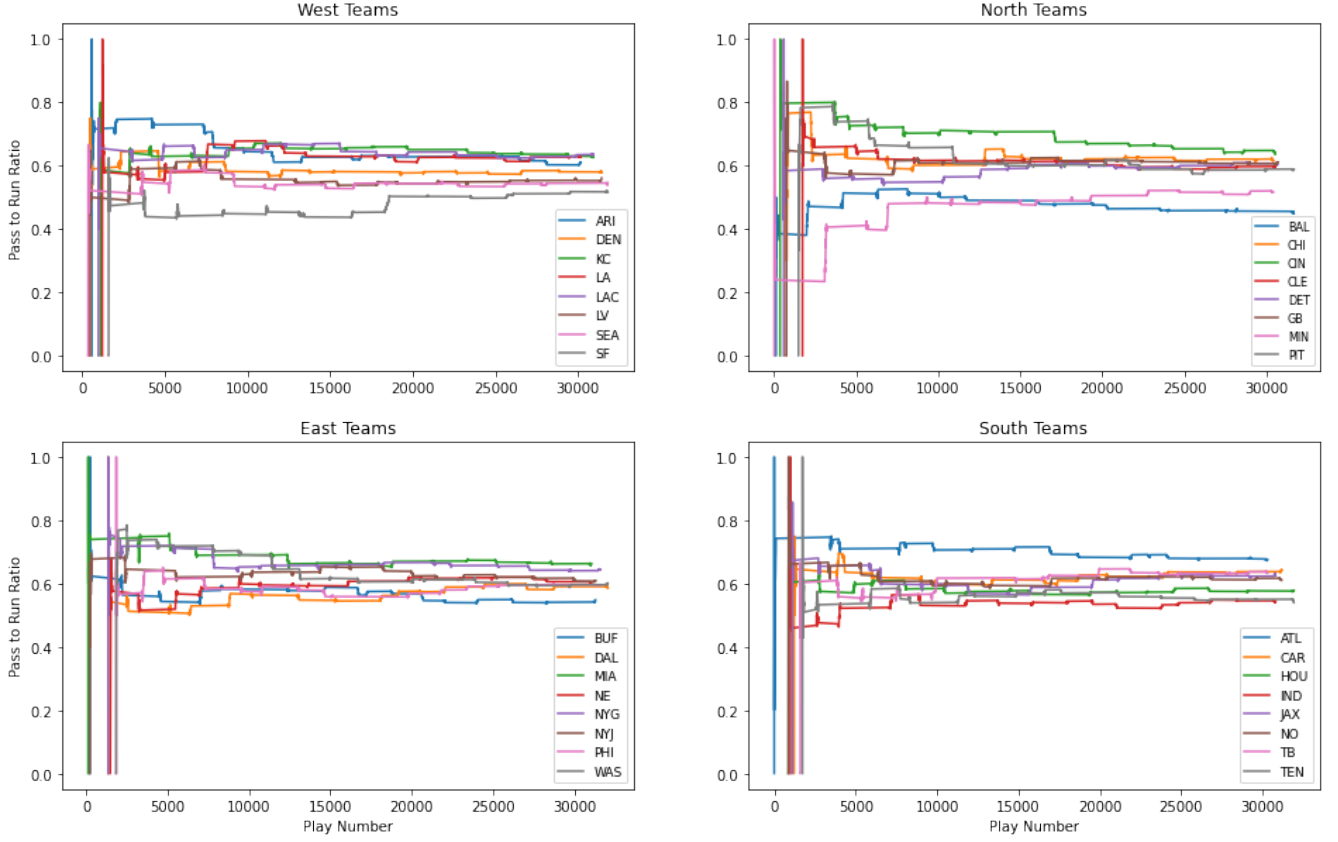 West Teams
North Teams
1.0
0.8
0.6
0.4
0.2
0.0
Pass to Run Ratio
0 5000 10000 15000 20000 25000 30000
ARI
DEN
KC
LA
LAC
LV
SEA
SF
1.0
0.8
0.6
0.4
0.2
0.0
0 5000 10000 15000 20000 25000 30000
BAL
CHI
CIN
CLE
DET
GB
MIN
PIT
East Teams
South Teams
1.0
0.8
0.6
0.4
0.2
0.0
Pass to Run Ratio
0 5000 10000 15000 20000 25000 30000
Play Number
BUF
DAL
MIA
NE
NYG
NYJ
PHI
WAS
1.0
0.8
0.6
0.4
0.2
0.0
0 5000 10000 15000 20000 25000 30000
Play Number
ATL
CAR
HOU
IND
JAX
NO
TB
TEN